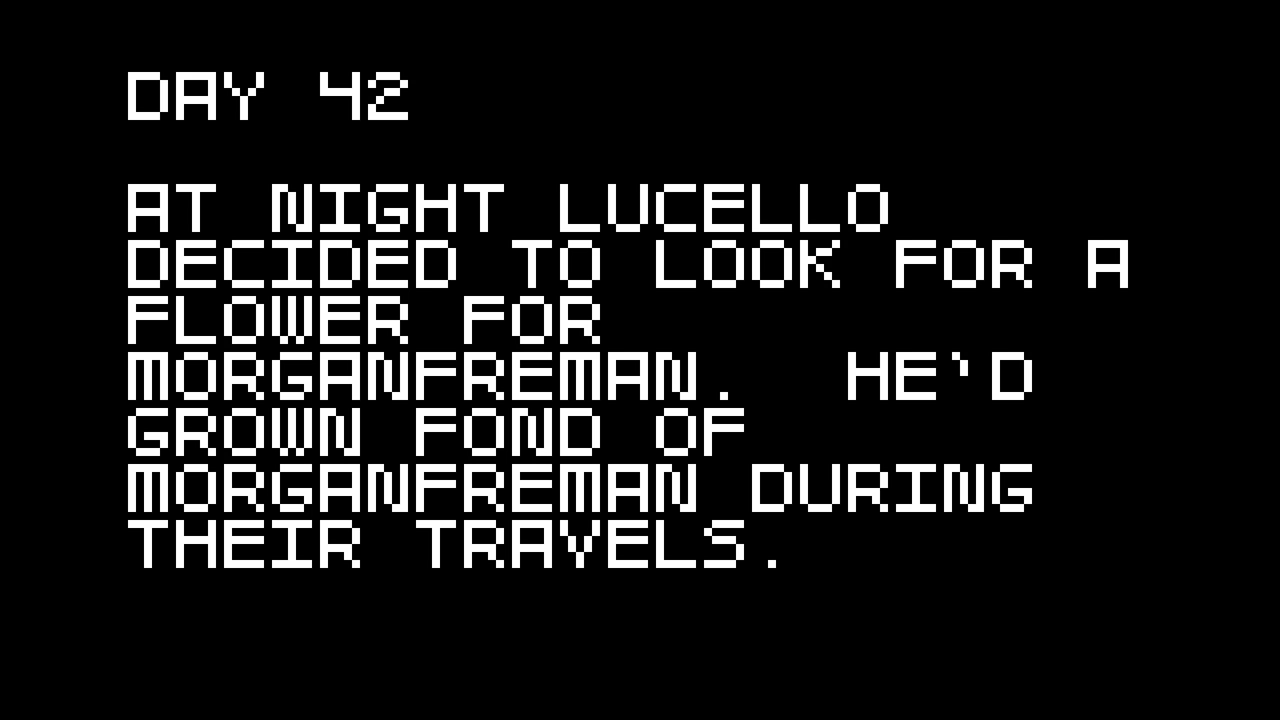 DAY 42
AT NIGHT LUCELLO
DECIDED TO LOOK FOR A
FLOWER FOR
MORGANFREMAN.  HE'D
GROWN FOND OF
MORGANFREMAN DURING
THEIR TRAVELS.